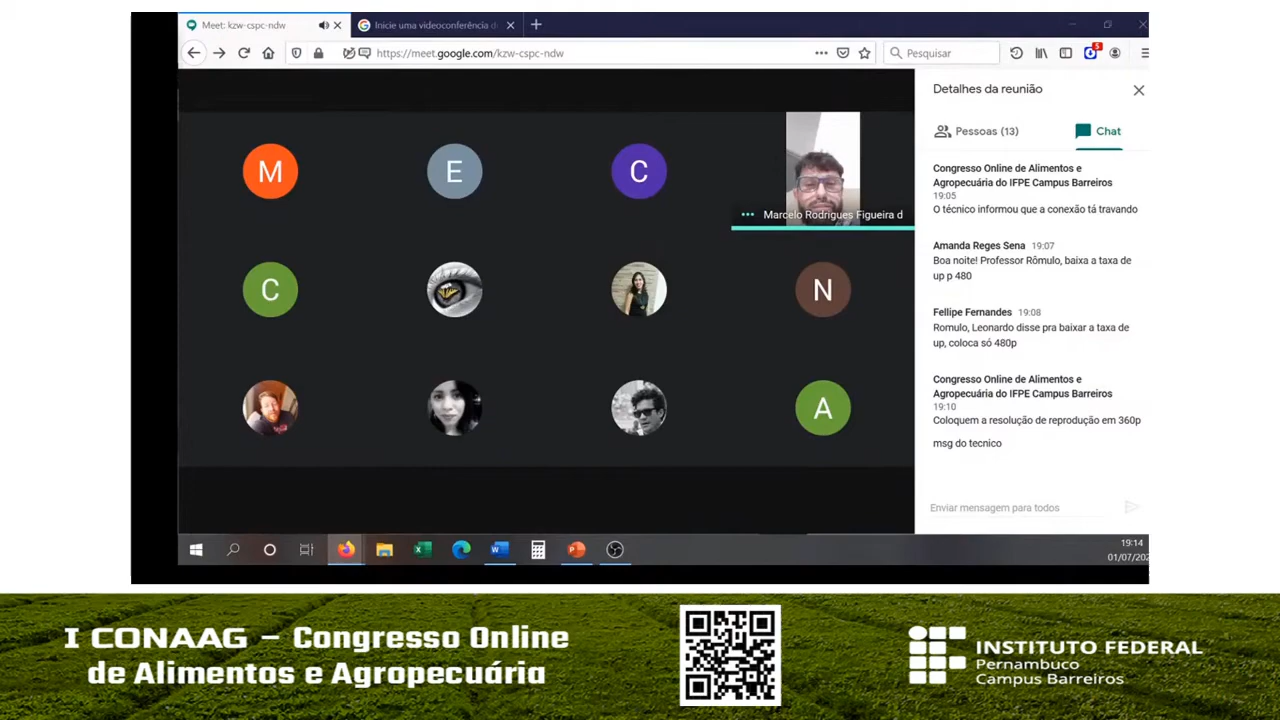 Meet: kzw-cspc-ndw
Inicie uma videoconferência d
https://meet.google.com/kzw-cspc-ndw
Pesquisar
5
Detalhes da reunião
Pessoas (13)
Chat
M
E
C
Marcelo Rodrigues Figueira d
C
N
A
Congresso Online de Alimentos e
Agropecuária do IFPE Campus Barreiros
19:05
O técnico informou que a conexão tá travando
Amanda Reges Sena 19:07
Boa noite! Professor Rômulo, baixa a taxa de
up p 480
Fellipe Fernandes 19:08
Romulo, Leonardo disse pra baixar a taxa de
up, coloca só 480p
Congresso Online de Alimentos e
Agropecuária do IFPE Campus Barreiros
19:10
Coloquem a resolução de reprodução em 360p
msg do tecnico
Enviar mensagem para todos
19:14
01/07/202
I CONAAG – Congresso Online
de Alimentos e Agropecuária
INSTITUTO FEDERAL
Pernambuco
Campus Barreiros